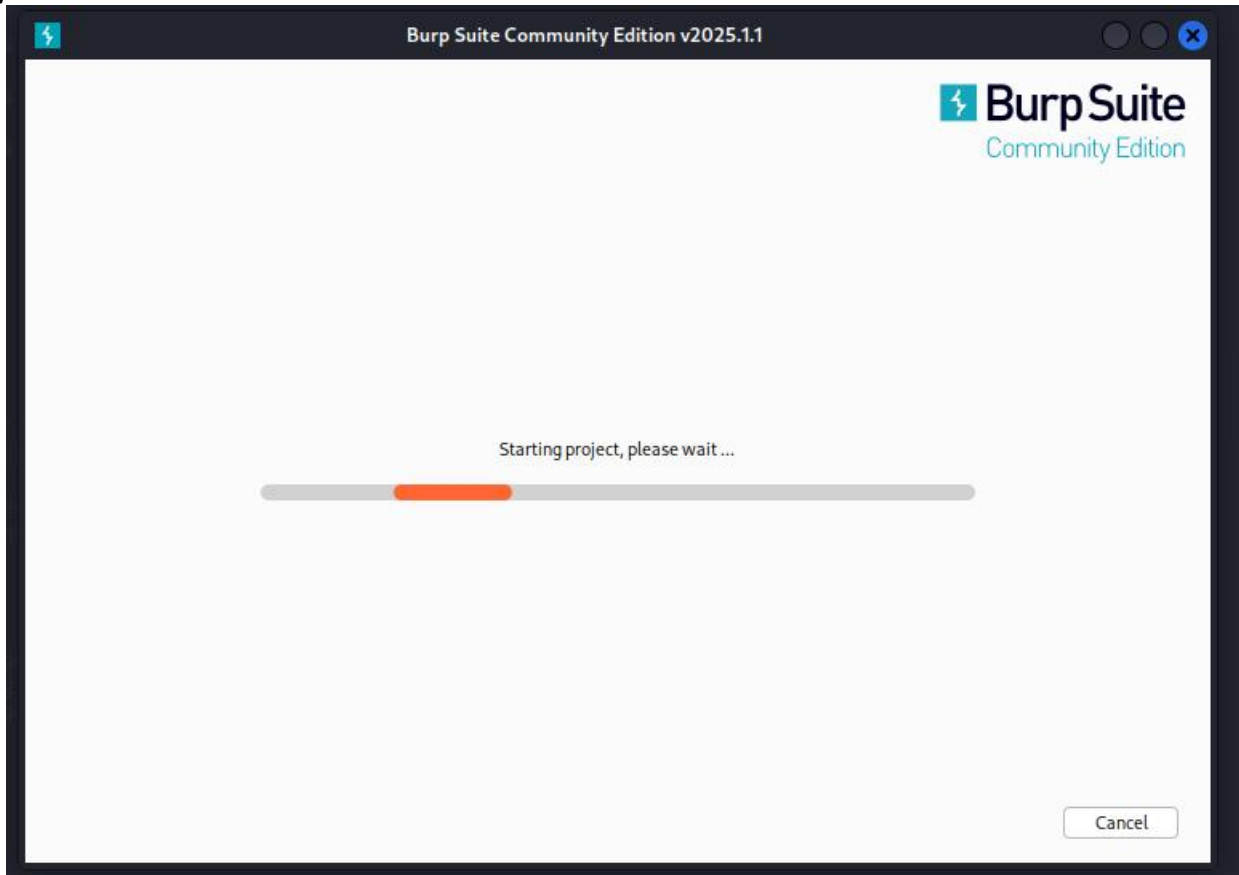 Burp Suite Community Edition v2025.1.1
Burp Suite
Community Edition
Starting project, please wait ...
Cancel